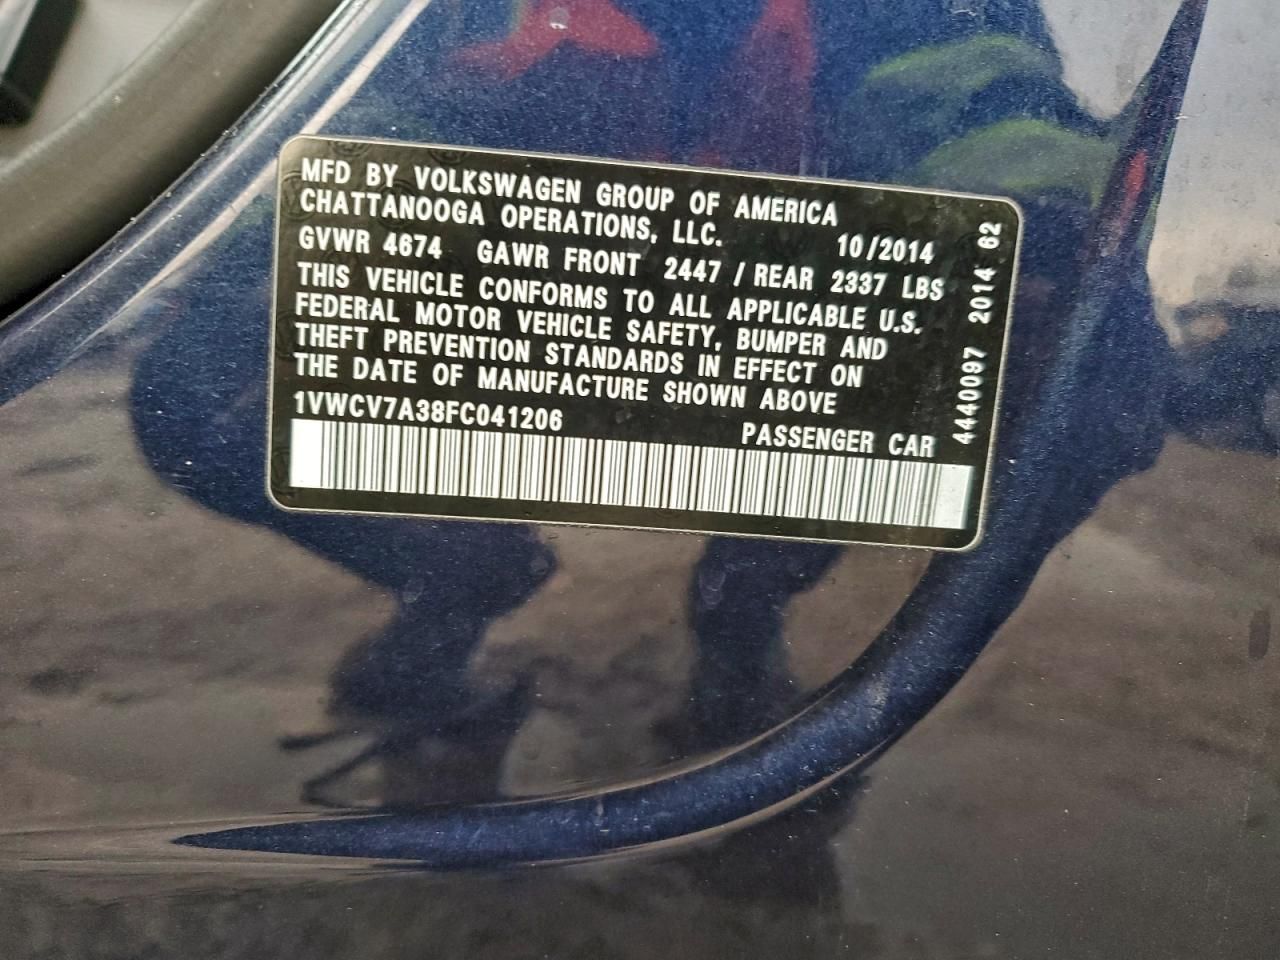 MFD BY VOLKSWAGEN GROUP OF AMERICA
CHATTANOOGA OPERATIONS, LLC. 10/2014
GVWR 4674 GAWR FRONT 2447 / REAR 2337 LBS
THIS VEHICLE CONFORMS TO ALL APPLICABLE U.S.
FEDERAL MOTOR VEHICLE SAFETY, BUMPER AND
THEFT PREVENTION STANDARDS IN EFFECT ON
THE DATE OF MANUFACTURE SHOWN ABOVE
1VWCV7A38FC041206 PASSENGER CAR
4440097 2014 62